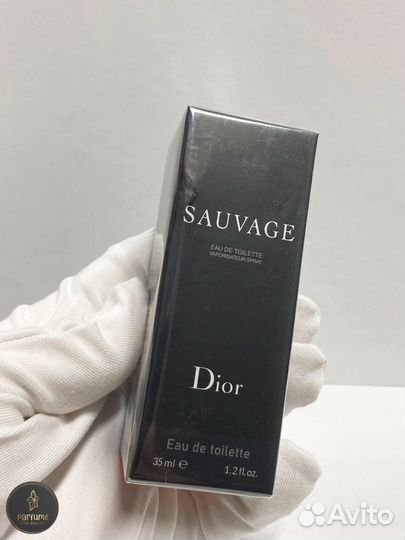 SAUVAGE
EAU DE TOILETTE
VAPORISATEUR SPRAY
Dior
Eau de toilette
35 ml e 1.2 fl.oz.
Parfume
Avito